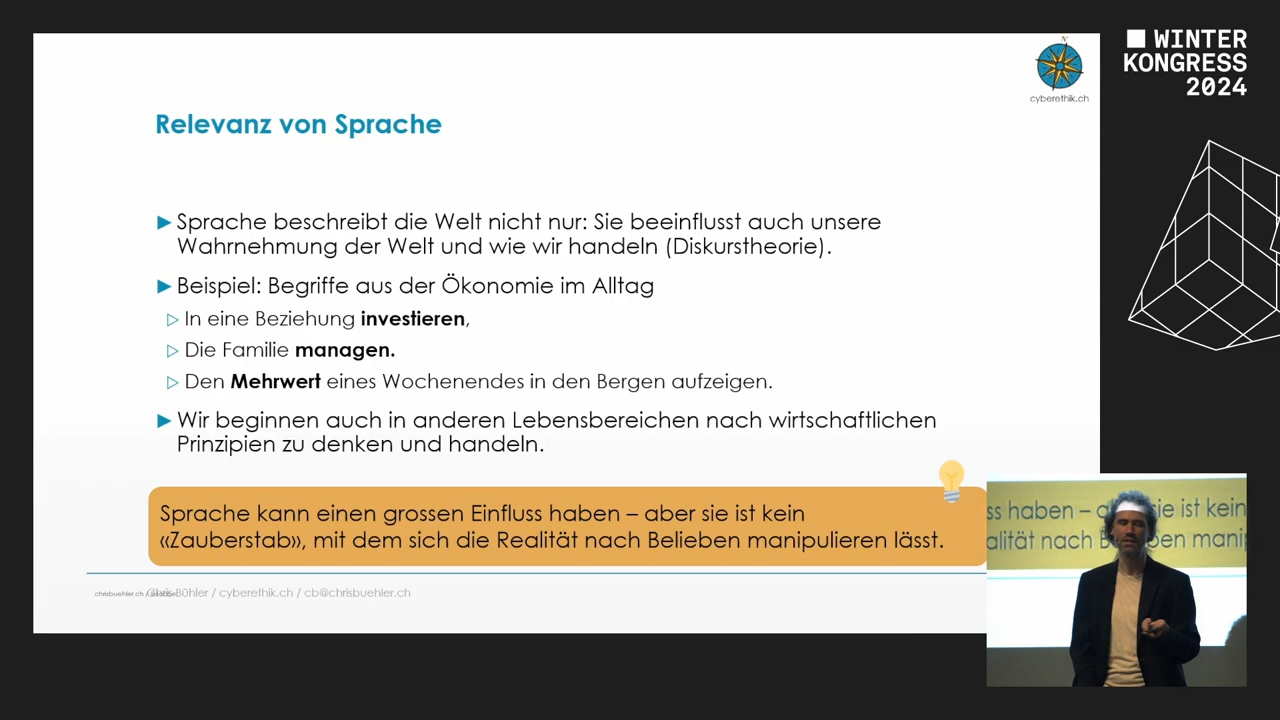 WINTER
KONGRESS
2024
cyberethik.ch
Relevanz von Sprache
Sprache beschreibt die Welt nicht nur: Sie beeinflusst auch unsere
Wahrnehmung der Welt und wie wir handeln (Diskurstheorie).
Beispiel: Begriffe aus der Ökonomie im Alltag
In eine Beziehung investieren,
Die Familie managen.
Den Mehrwert eines Wochenendes in den Bergen aufzeigen.
Wir beginnen auch in anderen Lebensbereichen nach wirtschaftlichen
Prinzipien zu denken und handeln.
Sprache kann einen grossen Einfluss haben – aber sie ist kein
«Zauberstab», mit dem sich die Realität nach Belieben manipulieren lässt.
chrisbuehler.ch /
Bühler / cyberethik.ch / cb@chrisbuehler.ch
ss haben – sie ist kein
alität nach